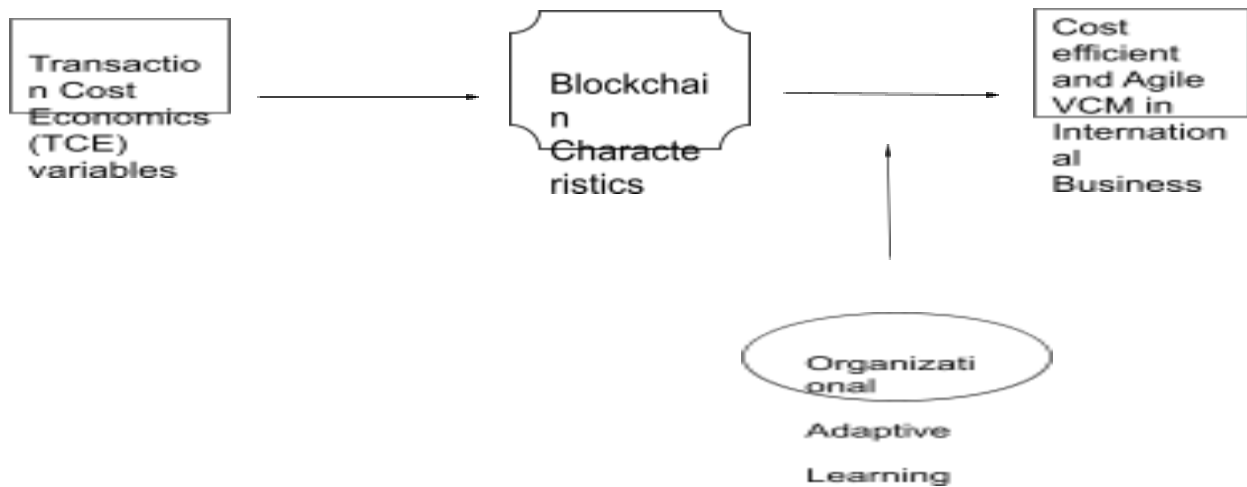 Transactio
n Cost
Economics
(TCE)
variables
Blockchai
n
Characte
ristics
Cost
efficient
and Agile
VCM in
Internation
al
Business
Organizati
onal
Adaptive
Learning